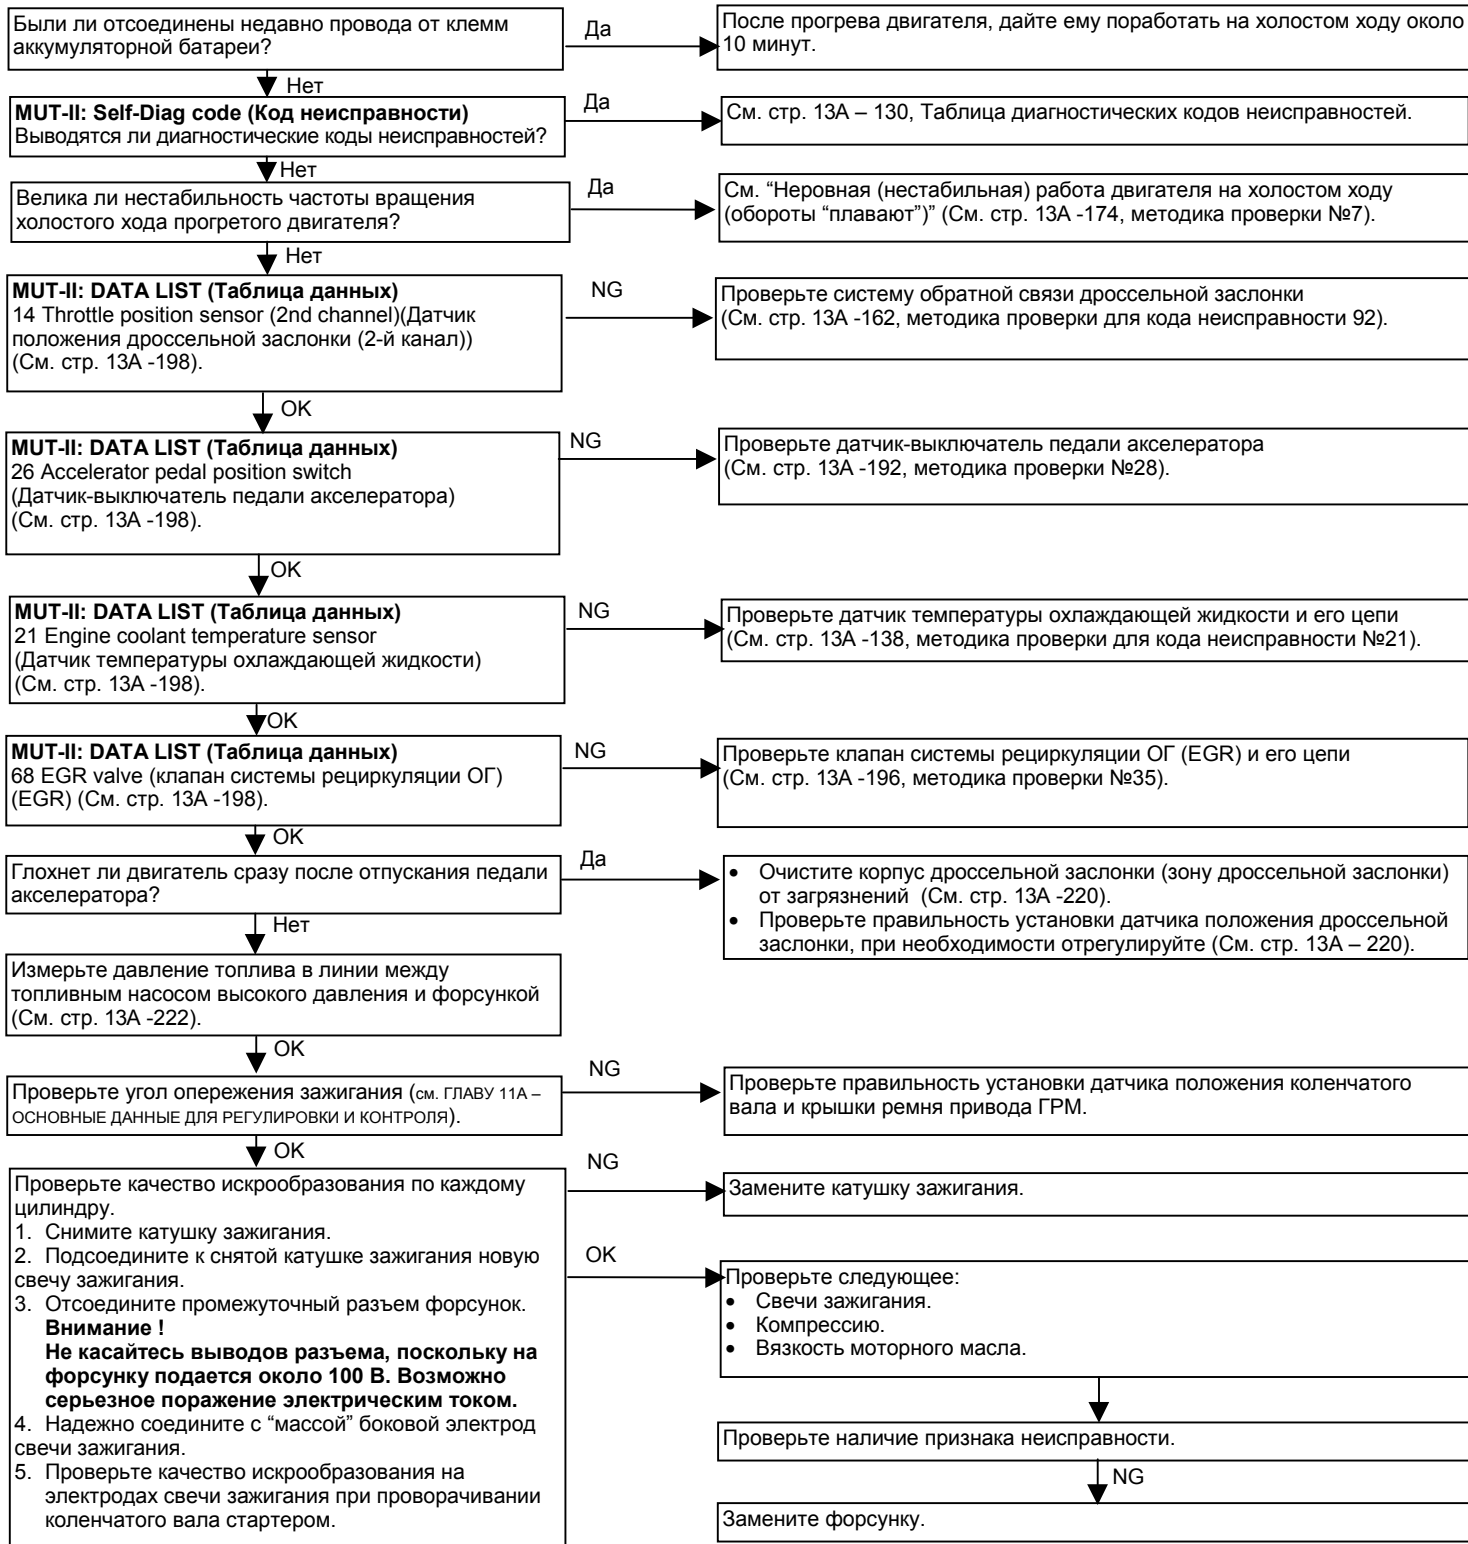 Были ли отсоединены недавно провода от клемм
аккумуляторной батареи?
Да
После прогрева двигателя, дайте ему поработать на холостом ходу около
10 минут.
Нет
MUT-II: Self-Diag code (Код неисправности)
Выводятся ли диагностические коды неисправностей?
Да
См. стр. 13A – 130, Таблица диагностических кодов неисправностей.
Нет
Велика ли нестабильность частоты вращения
холостого хода прогретого двигателя?
Да
См. “Неровная (нестабильная) работа двигателя на холостом ходу
(обороты “плавают”)” (См. стр. 13A -174, методика проверки №7).
Нет
MUT-II: DATA LIST (Таблица данных)
14 Throttle position sensor (2nd channel)(Датчик
положения дроссельной заслонки (2-й канал))
(См. стр. 13A -198).
NG
Проверьте систему обратной связи дроссельной заслонки
(См. стр. 13A -162, методика проверки для кода неисправности 92).
OK
MUT-II: DATA LIST (Таблица данных)
26 Accelerator pedal position switch
(Датчик-выключатель педали акселератора)
(См. стр. 13A -198).
NG
Проверьте датчик-выключатель педали акселератора
(См. стр. 13A -192, методика проверки №28).
OK
MUT-II: DATA LIST (Таблица данных)
21 Engine coolant temperature sensor
(Датчик температуры охлаждающей жидкости)
(См. стр. 13A -198).
NG
Проверьте датчик температуры охлаждающей жидкости и его цепи
(См. стр. 13A -138, методика проверки для кода неисправности №21).
OK
MUT-II: DATA LIST (Таблица данных)
68 EGR valve (клапан системы рециркуляции ОГ)
(EGR) (См. стр. 13A -198).
NG
Проверьте клапан системы рециркуляции ОГ (EGR) и его цепи
(См. стр. 13A -196, методика проверки №35).
OK
Глохнет ли двигатель сразу после отпускания педали
акселератора?
Да
• Очистите корпус дроссельной заслонки (зону дроссельной заслонки)
от загрязнений (См. стр. 13A -220).
• Проверьте правильность установки датчика положения дроссельной
заслонки, при необходимости отрегулируйте (См. стр. 13A – 220).
Нет
Измерьте давление топлива в линии между
топливным насосом высокого давления и форсункой
(См. стр. 13A -222).
OK
Проверьте угол опережения зажигания (см. ГЛАВУ 11A –
ОСНОВНЫЕ ДАННЫЕ ДЛЯ РЕГУЛИРОВКИ И КОНТРОЛЯ).
NG
Проверьте правильность установки датчика положения коленчатого
вала и крышки ремня привода ГРМ.
OK
Проверьте качество искрообразования по каждому
цилиндру.
1. Снимите катушку зажигания.
2. Подсоедините к снятой катушке зажигания новую
свечу зажигания.
3. Отсоедините промежуточный разъем форсунок.
Внимание !
Не касайтесь выводов разъема, поскольку на
форсунку подается около 100 В. Возможно
серьезное поражение электрическим током.
4. Надежно соедините с “массой” боковой электрод
свечи зажигания.
5. Проверьте качество искрообразования на
электродах свечи зажигания при проворачивании
коленчатого вала стартером.
NG
Замените катушку зажигания.
OK
Проверьте следующее:
• Свечи зажигания.
• Компрессию.
• Вязкость моторного масла.
Проверьте наличие признака неисправности.
NG
Замените форсунку.